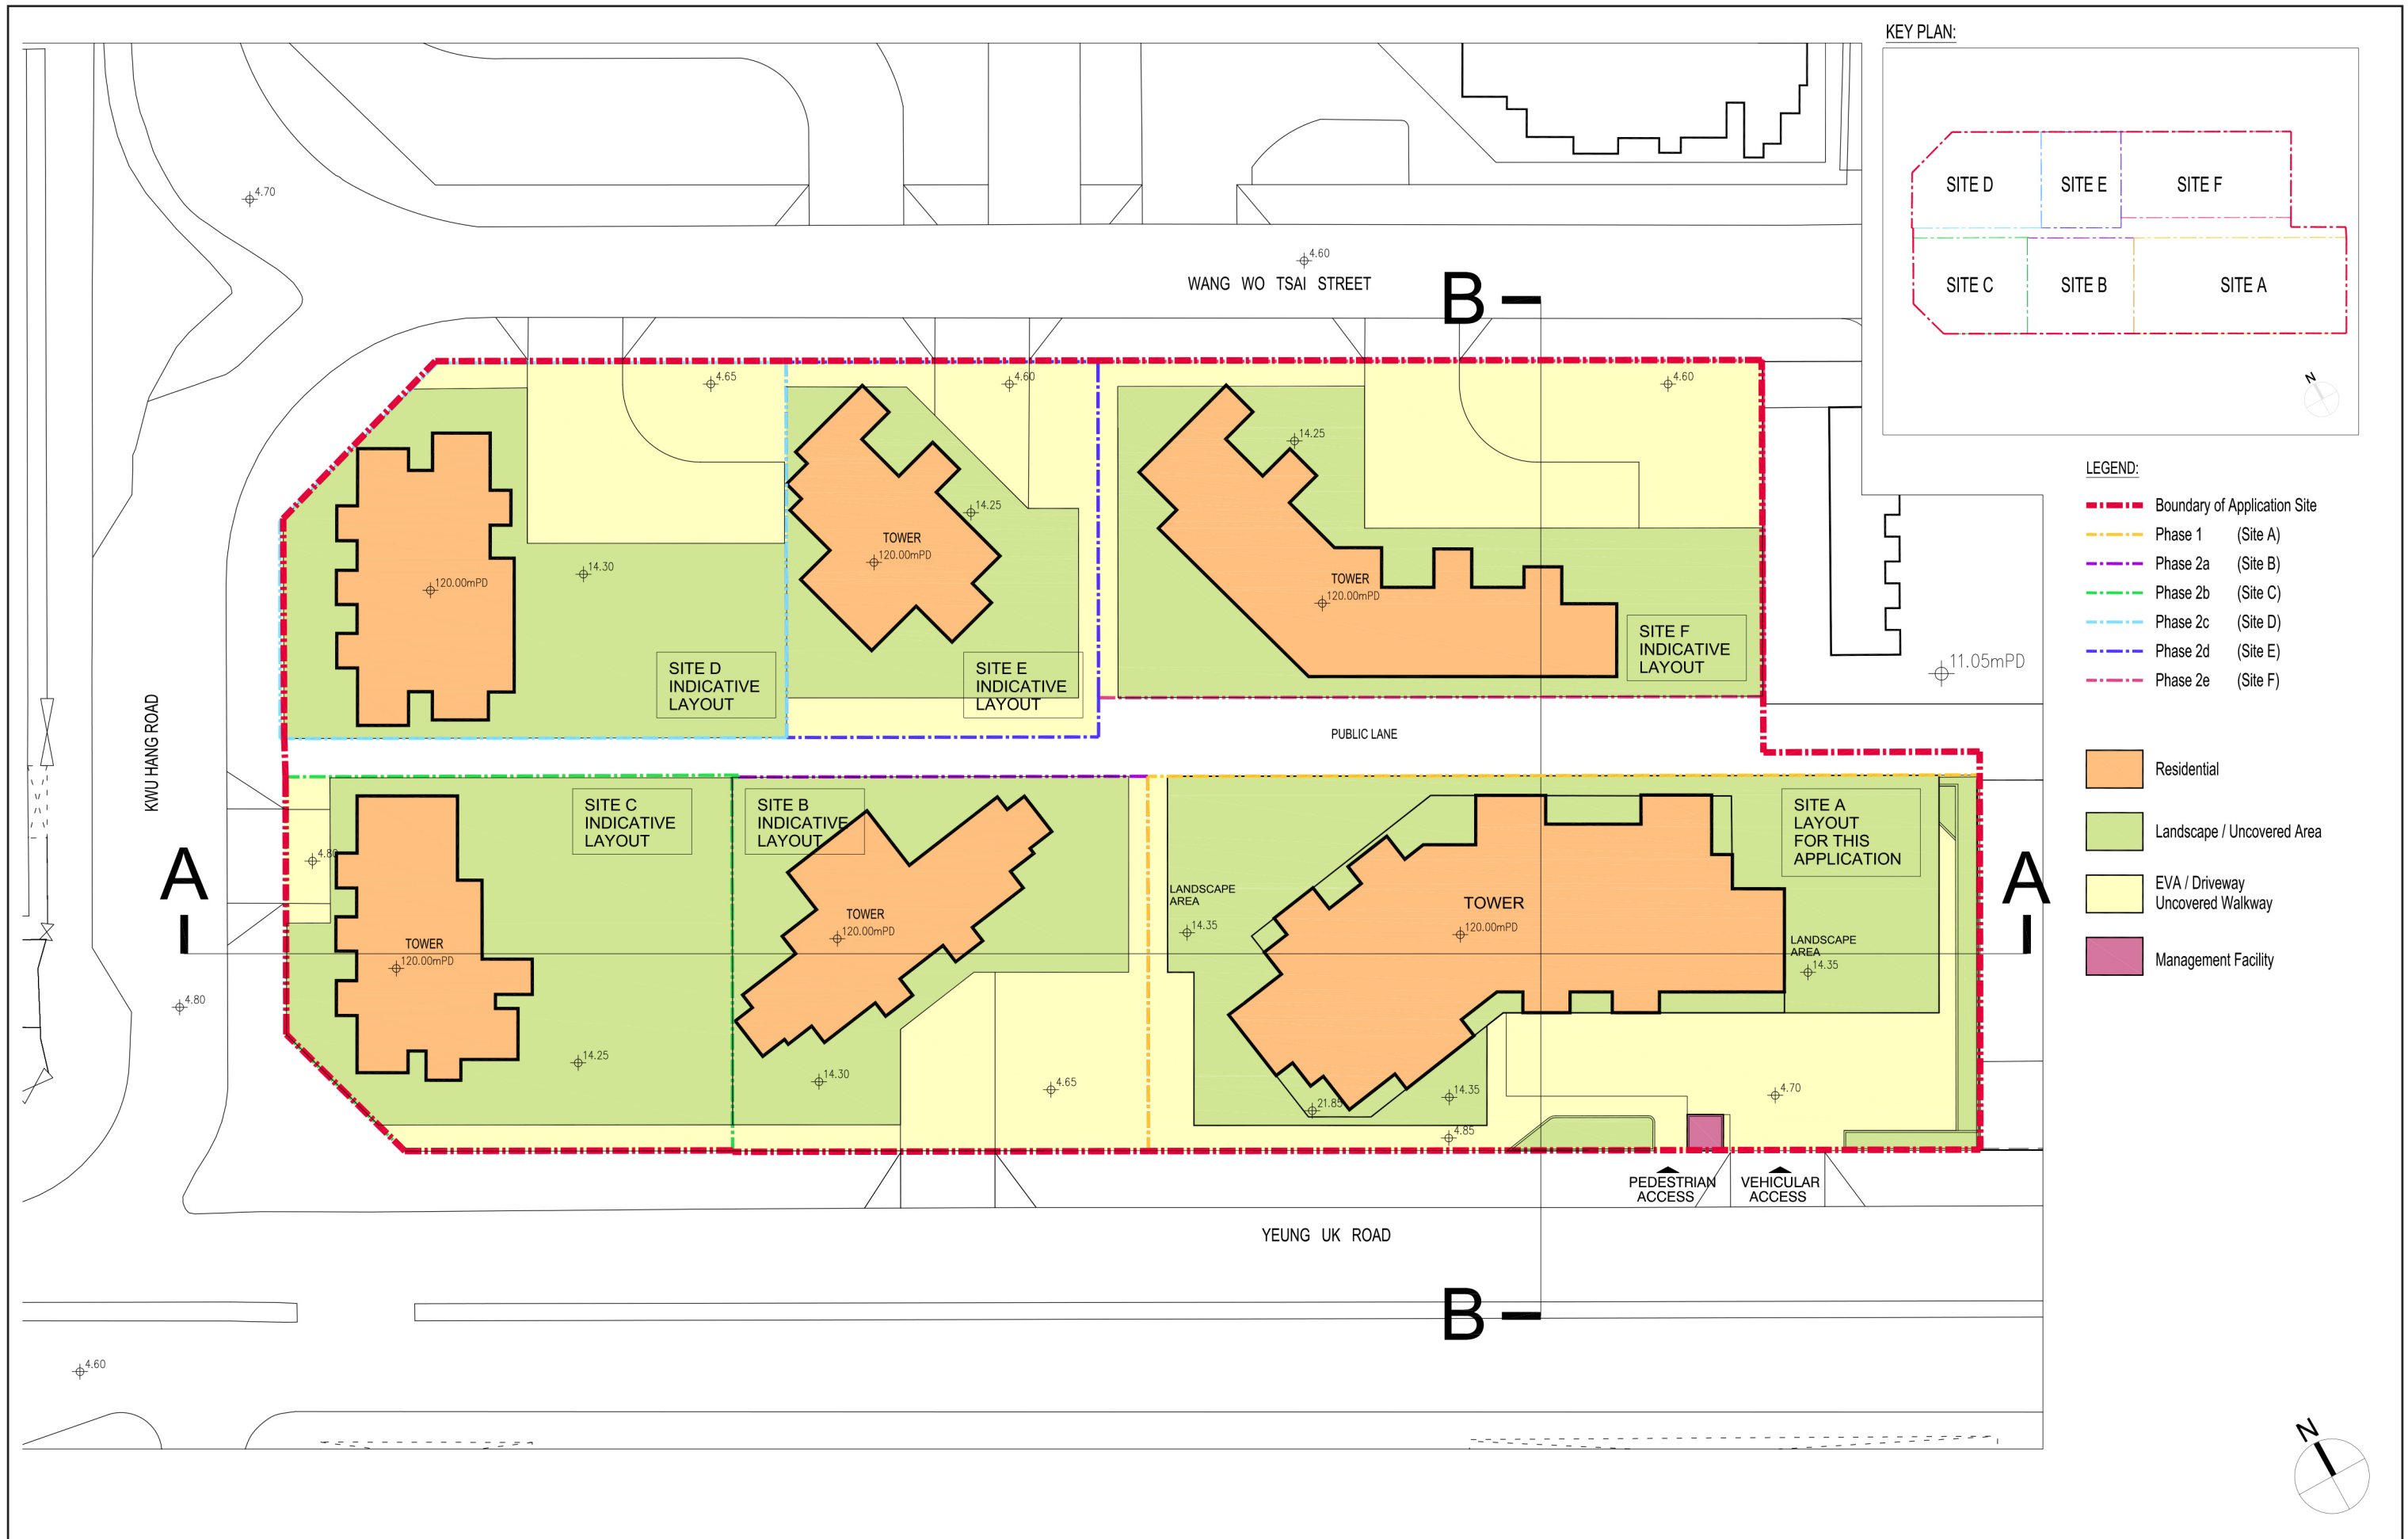 KEY PLAN:
SITE D
SITE E
SITE F
SITE C
SITE B
SITE A
N
LEGEND:
Boundary of Application Site
Phase 1 (Site A)
Phase 2a (Site B)
Phase 2b (Site C)
Phase 2c (Site D)
Phase 2d (Site E)
Phase 2e (Site F)
Residential
Landscape / Uncovered Area
EVA / Driveway
Uncovered Walkway
Management Facility
N
4.70
4.60
WANG WO TSAI STREET
B
4.65
4.60
4.60
14.25
14.25
TOWER
120.00mPD
14.30
120.00mPD
TOWER
120.00mPD
SITE D
INDICATIVE
LAYOUT
SITE E
INDICATIVE
LAYOUT
SITE F
INDICATIVE
LAYOUT
11.05mPD
KWU HANG ROAD
PUBLIC LANE
SITE C
INDICATIVE
LAYOUT
SITE B
INDICATIVE
LAYOUT
SITE A
LAYOUT
FOR THIS
APPLICATION
4.80
A
A
LANDSCAPE
AREA
14.35
TOWER
120.00mPD
TOWER
120.00mPD
TOWER
120.00mPD
LANDSCAPE
AREA
14.35
4.80
14.25
14.30
4.65
21.85
14.35
4.70
4.85
PEDESTRIAN
ACCESS
VEHICULAR
ACCESS
YEUNG UK ROAD
B
4.60